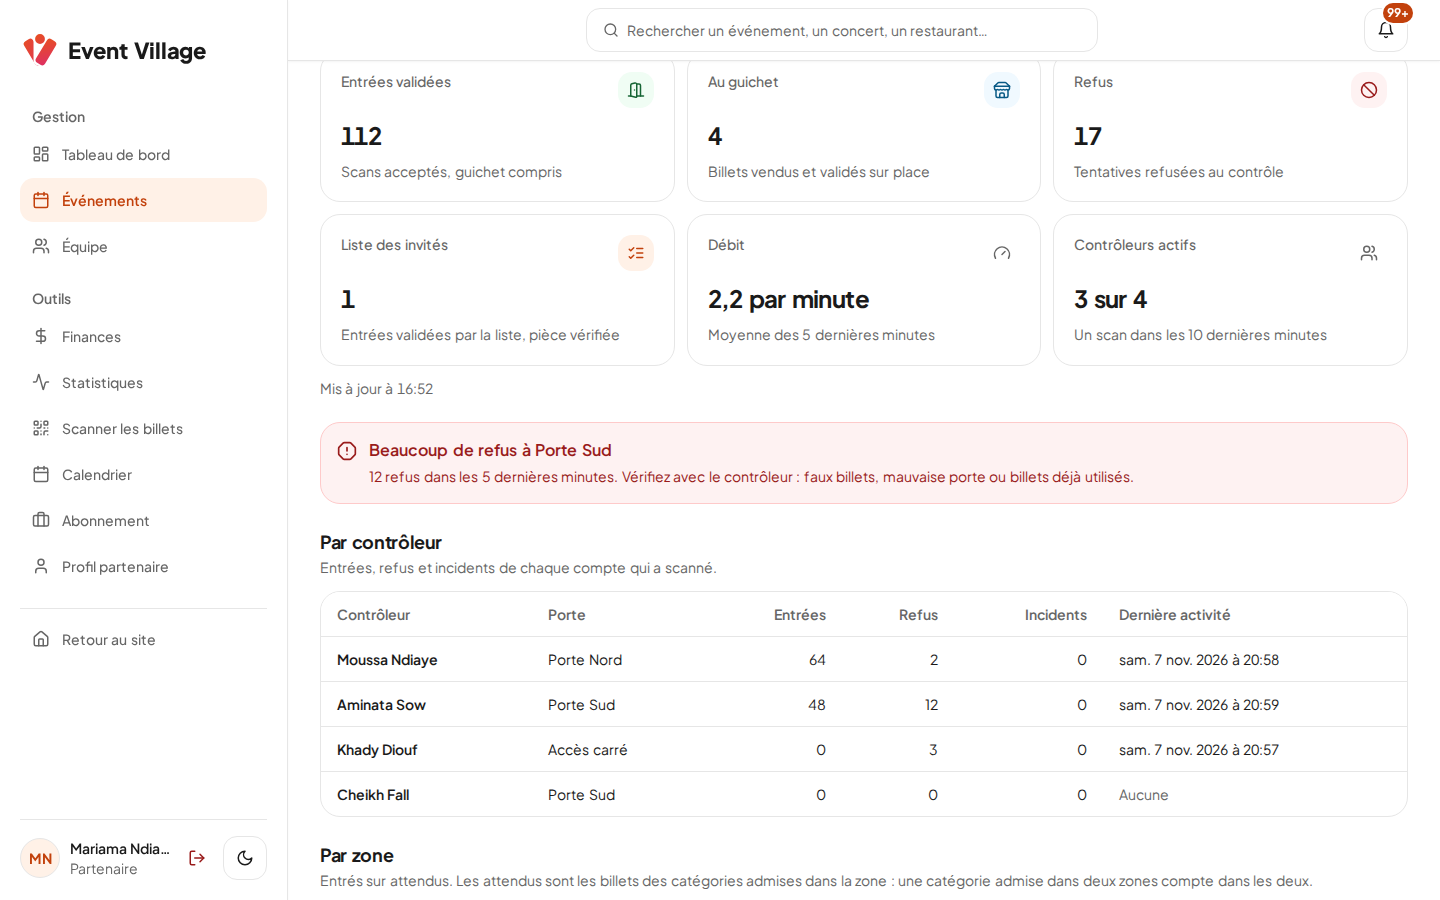 Event Village
Rechercher un événement, un concert, un restaurant...
99+
Gestion
Tableau de bord
Événements
Équipe
Outils
Finances
Statistiques
Scanner les billets
Calendrier
Abonnement
Profil partenaire
Retour au site
MN
Mariama Ndia...
Partenaire
Entrées validées
112
Scans acceptés, guichet compris
Au guichet
4
Billets vendus et validés sur place
Refus
17
Tentatives refusées au contrôle
Liste des invités
1
Entrées validées par la liste, pièce vérifiée
Débit
2,2 par minute
Moyenne des 5 dernières minutes
Contrôleurs actifs
3 sur 4
Un scan dans les 10 dernières minutes
Mis à jour à 16:52
Beaucoup de refus à Porte Sud
12 refus dans les 5 dernières minutes. Vérifiez avec le contrôleur : faux billets, mauvaise porte ou billets déjà utilisés.
Par contrôleur
Entrées, refus et incidents de chaque compte qui a scanné.
Contrôleur Porte Entrées Refus Incidents Dernière activité
Moussa Ndiaye Porte Nord 64 2 0 sam. 7 nov. 2026 à 20:58
Aminata Sow Porte Sud 48 12 0 sam. 7 nov. 2026 à 20:59
Khady Diouf Accès carré 0 3 0 sam. 7 nov. 2026 à 20:57
Cheikh Fall Porte Sud 0 0 0 Aucune
Par zone
Entrés sur attendus. Les attendus sont les billets des catégories admises dans la zone : une catégorie admise dans deux zones compte dans les deux.